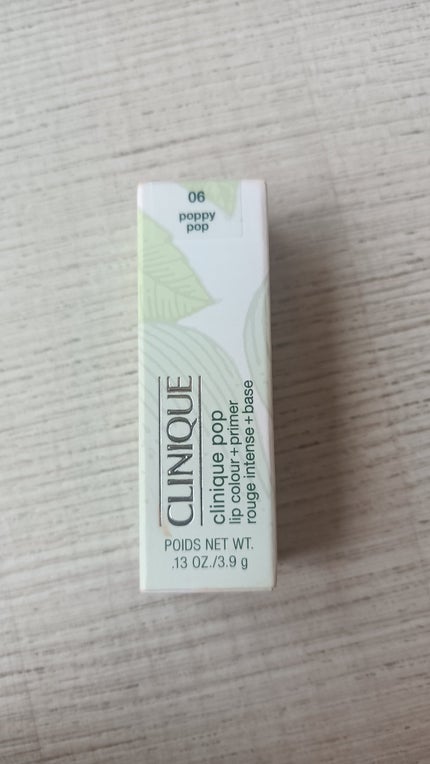 06
poppy
pop
CLINIQUE
clinique pop
lip colour+primer
rouge intense+base
POIDS NET WT.
.13 OZ./3.9 g